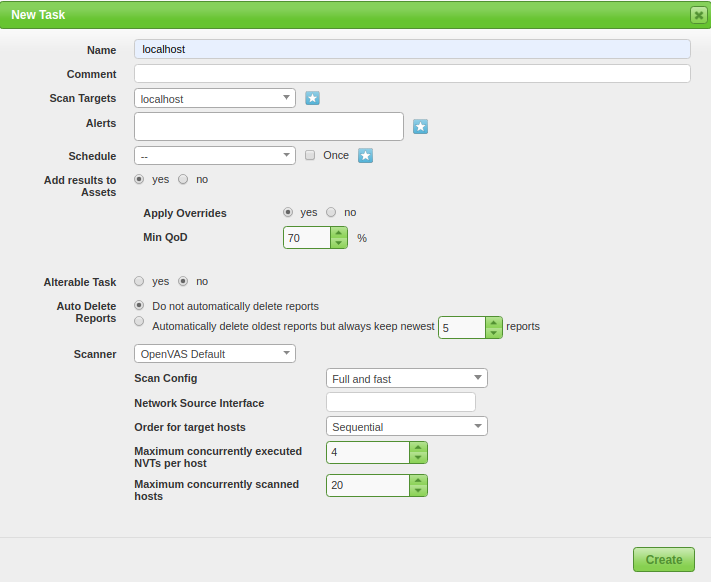 New Task
Name localhost
Comment
Scan Targets localhost
Alerts
Schedule -- Once
Add results to yes no
Assets
Apply Overrides yes no
Min QoD 70 %
Alterable Task yes no
Auto Delete Do not automatically delete reports
Reports Automatically delete oldest reports but always keep newest 5 reports
Scanner OpenVAS Default
Scan Config Full and fast
Network Source Interface
Order for target hosts Sequential
Maximum concurrently executed 4
NVTs per host
Maximum concurrently scanned 20
hosts
Create